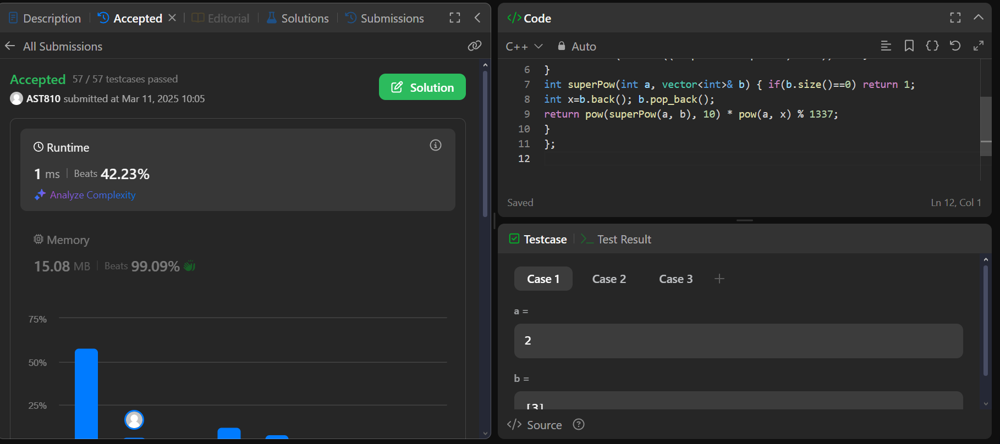 Description Accepted Editorial Solutions Submissions
All Submissions
Accepted 57 / 57 testcases passed
Solution
AST810 submitted at Mar 11, 2025 10:05
Runtime
1 ms Beats 42.23%
Analyze Complexity
Memory
15.08 MB Beats 99.09%
75%
50%
25%
</> Code
C++ Auto
6 }
7 int superPow(int a, vector<int>& b) { if(b.size()==0) return 1;
8 int x=b.back(); b.pop_back();
9 return pow(superPow(a, b), 10) * pow(a, x) % 1337;
10 }
11 };
12
Saved Ln 12, Col 1
Testcase Test Result
Case 1 Case 2 Case 3 +
a =
2
b =
[3]
</> Source